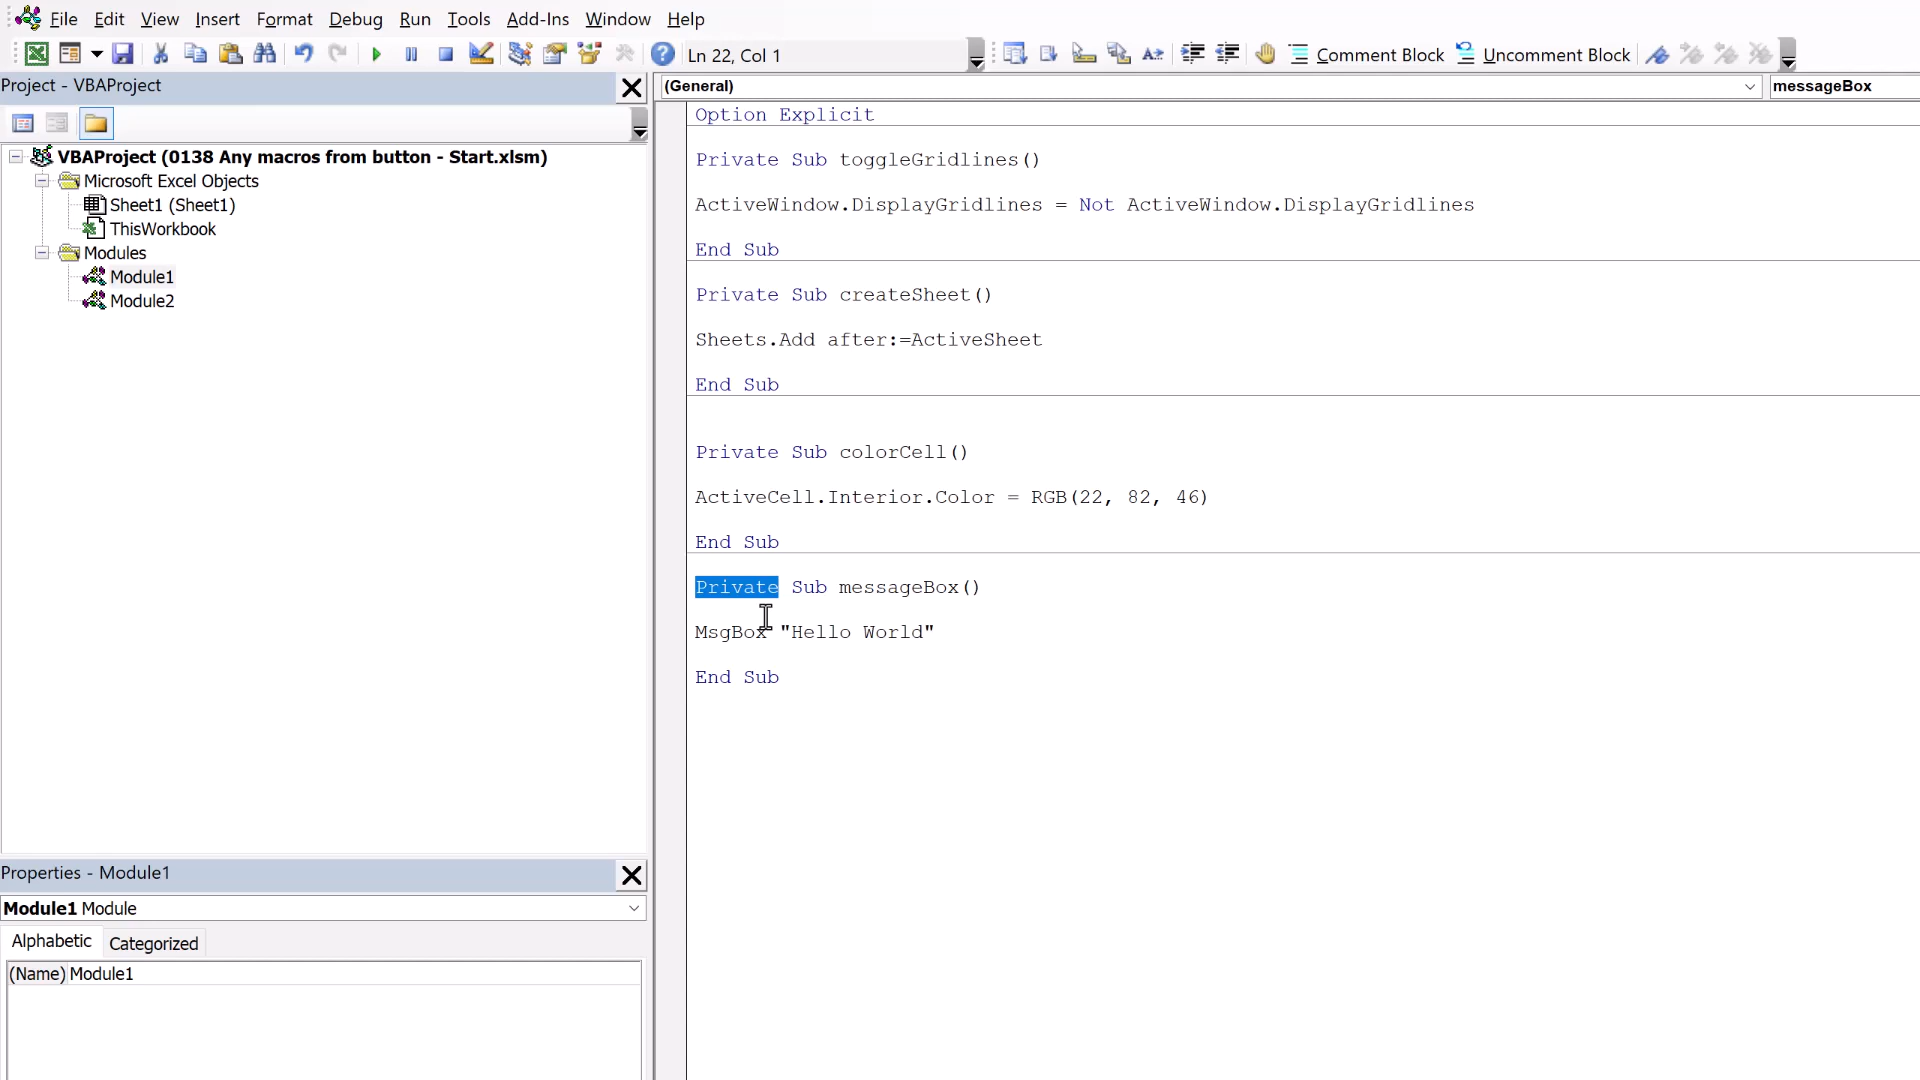 File Edit View Insert Format Debug Run Tools Add-Ins Window Help
Ln 22, Col 1 Comment Block Uncomment Block
Project - VBAProject
(General) messageBox
VBAProject (0138 Any macros from button - Start.xlsm)
Microsoft Excel Objects
Sheet1 (Sheet1)
ThisWorkbook
Modules
Module1
Module2
Option Explicit
Private Sub toggleGridlines()
ActiveWindow.DisplayGridlines = Not ActiveWindow.DisplayGridlines
End Sub
Private Sub createSheet()
Sheets.Add after:=ActiveSheet
End Sub
Private Sub colorCell()
ActiveCell.Interior.Color = RGB(22, 82, 46)
End Sub
Private Sub messageBox()
MsgBox "Hello World"
End Sub
Properties - Module1
Module1 Module
Alphabetic Categorized
(Name) Module1